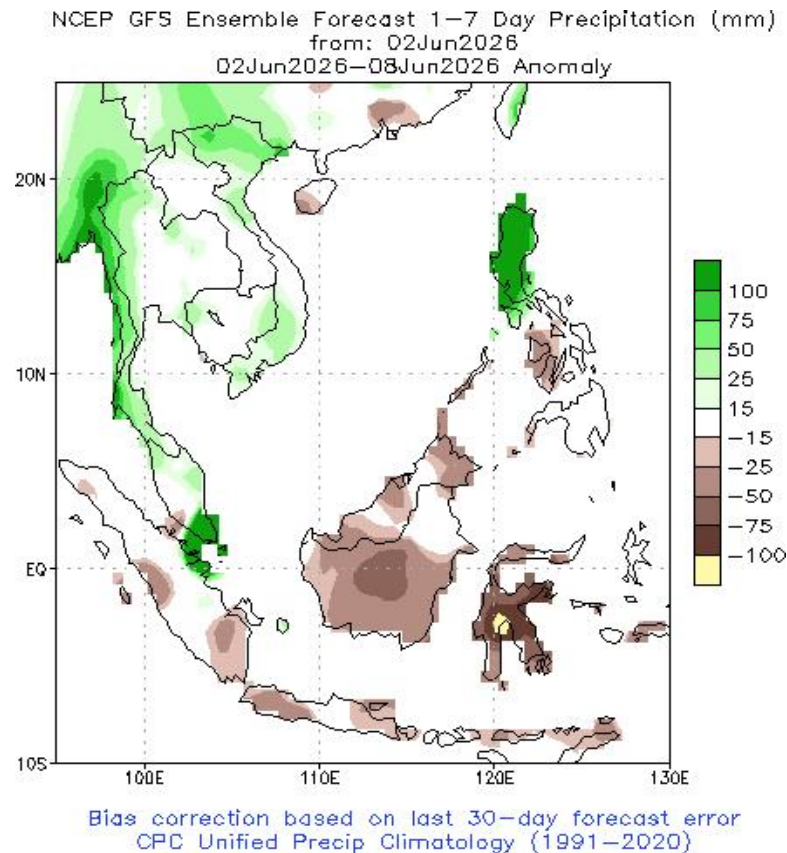 NCEP GFS Ensemble Forecast 1-7 Day Precipitation (mm)
from: 02Jun2026
02Jun2026-08Jun2026 Anomaly
20N
10N
EQ
10S
100E
110E
120E
130E
100
75
50
25
15
-15
-25
-50
-75
-100
Bias correction based on last 30-day forecast error
CPC Unified Precip Climatology (1991-2020)